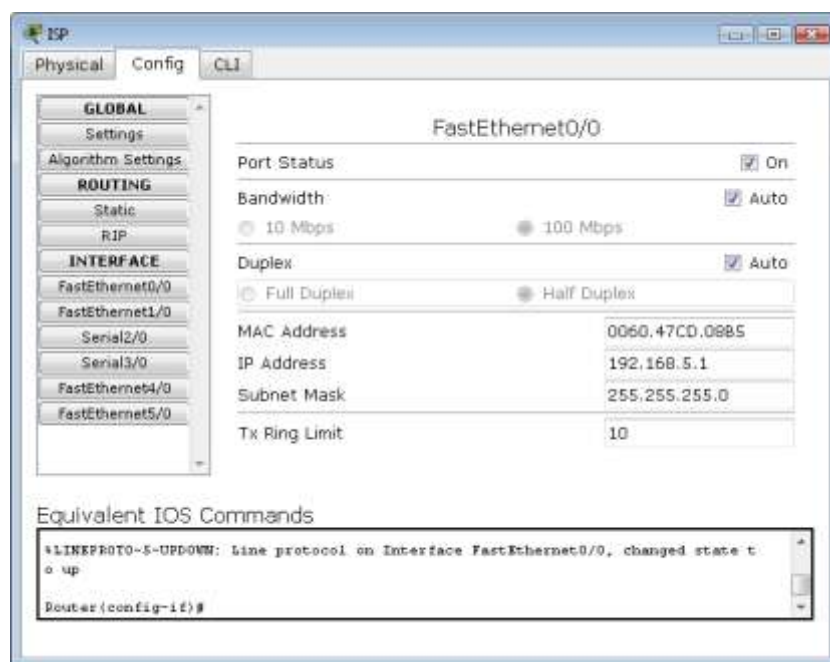 ISP
Physical Config CLI
GLOBAL
Settings
Algorithm Settings
ROUTING
Static
RIP
INTERFACE
FastEthernet0/0
FastEthernet1/0
Serial2/0
Serial3/0
FastEthernet4/0
FastEthernet5/0
FastEthernet0/0
Port Status On
Bandwidth Auto
10 Mbps 100 Mbps
Duplex Auto
Full Duplex Half Duplex
MAC Address 0060.47CD.08B5
IP Address 192.168.5.1
Subnet Mask 255.255.255.0
Tx Ring Limit 10
Equivalent IOS Commands
%LINEPROTO-5-UPDOWN: Line protocol on Interface FastEthernet0/0, changed state t
o up
Router(config-if)#